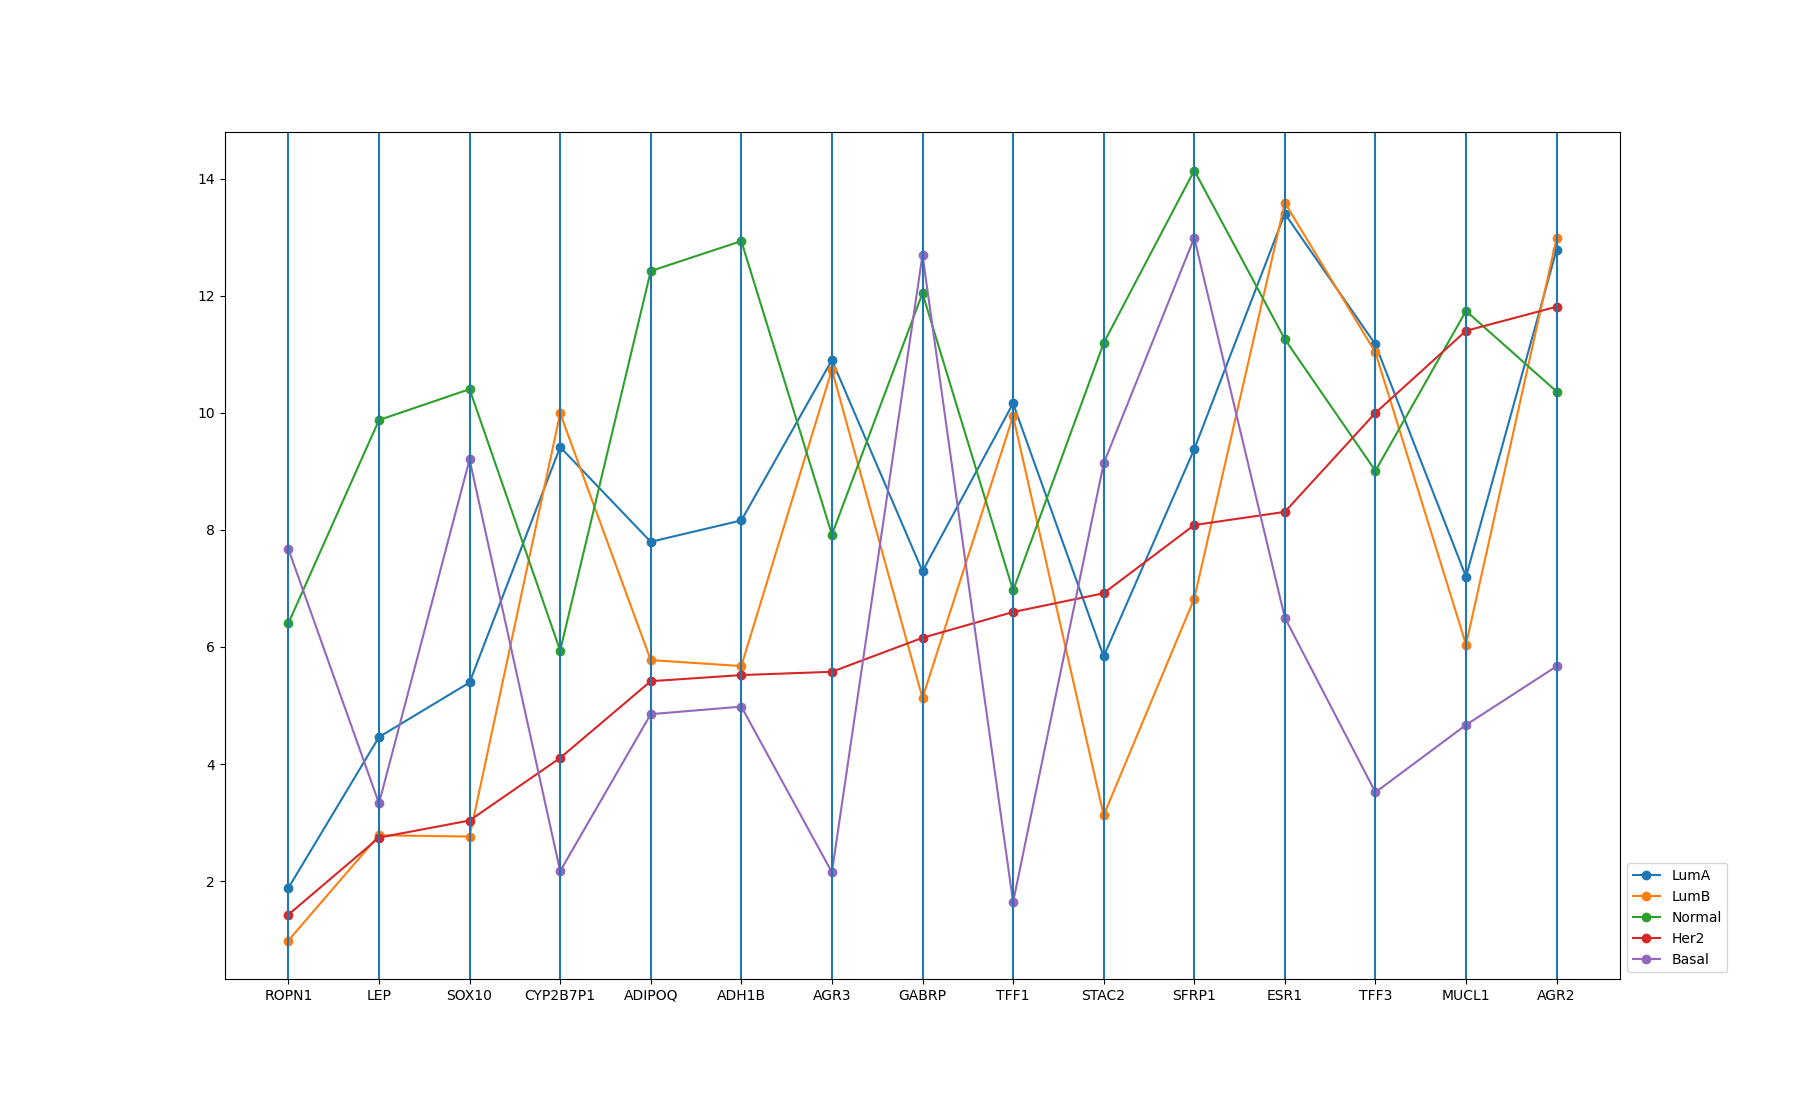 14
12
10
8
6
4
2
ROPN1 LEP SOX10 CYP2B7P1 ADIPOQ ADH1B AGR3 GABRP TFF1 STAC2 SFRP1 ESR1 TFF3 MUCL1 AGR2
LumA
LumB
Normal
Her2
Basal